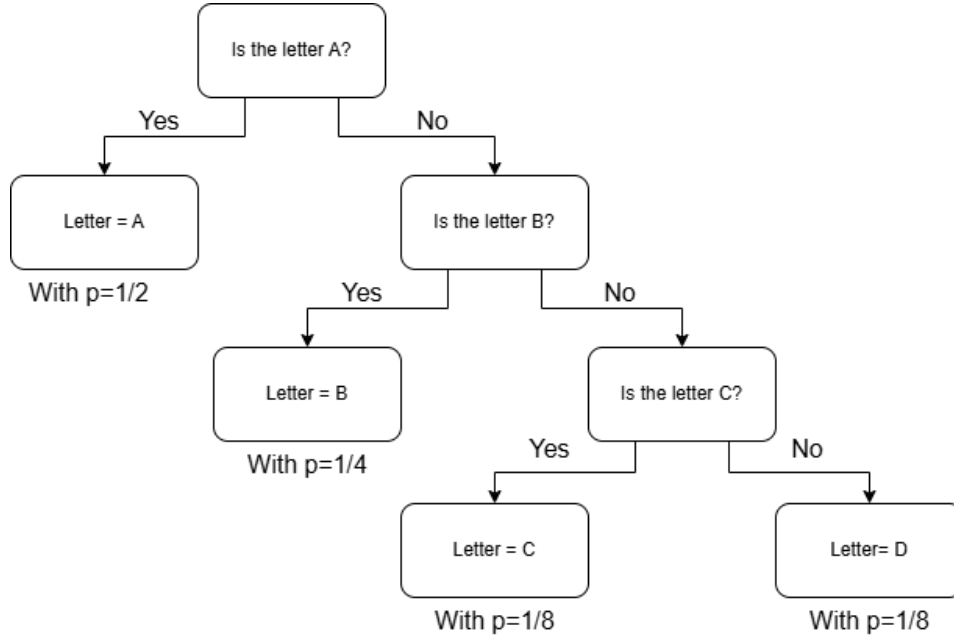 Is the letter A?
Yes
No
Letter = A
Is the letter B?
With p=1/2
Yes
No
Letter = B
Is the letter C?
With p=1/4
Yes
No
Letter = C
Letter= D
With p=1/8
With p=1/8